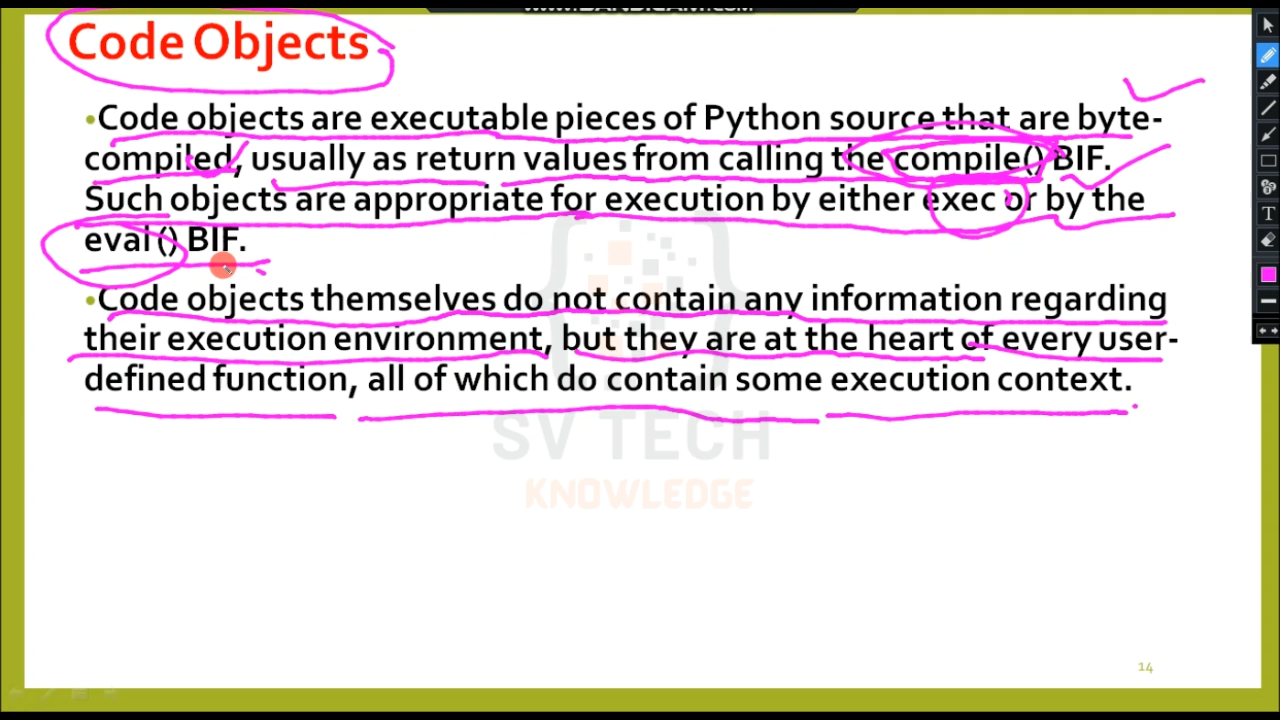 www.BANDICAM.com
Code Objects
•Code objects are executable pieces of Python source that are byte-
compiled, usually as return values from calling the compile() BIF.
Such objects are appropriate for execution by either exec or by the
eval () BIF.
•Code objects themselves do not contain any information regarding
their execution environment, but they are at the heart of every user-
defined function, all of which do contain some execution context.
SV TECH
KNOWLEDGE
14
T